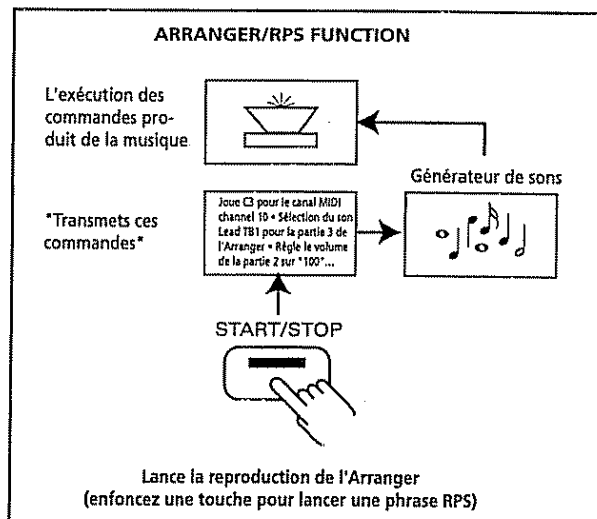 ARRANGER/RPS FUNCTION
L'exécution des
commandes pro-
duit de la musique
Générateur de sons
"Transmets ces
commandes"
Joue C3 pour le canal MIDI
channel 10 • Sélection du son
Lead TB1 pour la partie 3 de
l'Arranger • Règle le volume
de la partie 2 sur "100"...
START/STOP
Lance la reproduction de l'Arranger
(enfoncez une touche pour lancer une phrase RPS)